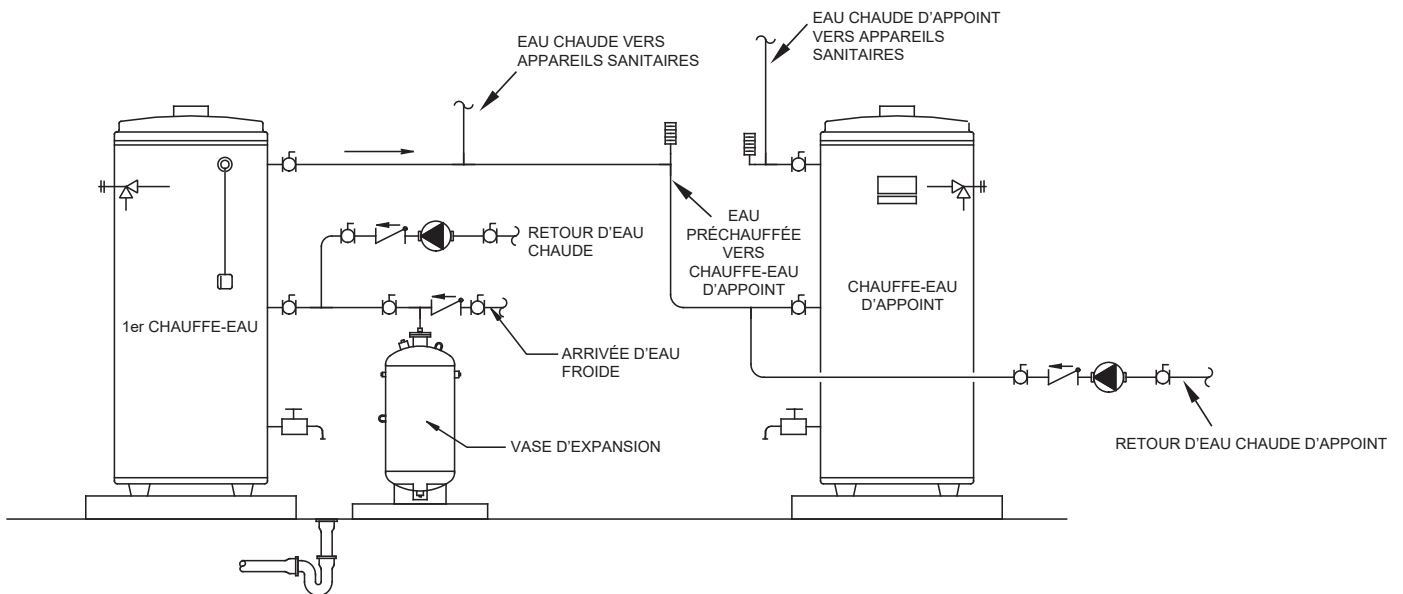 EAU CHAUDE VERS
APPAREILS SANITAIRES
EAU CHAUDE D'APPOINT
VERS APPAREILS
SANITAIRES
RETOUR D'EAU
CHAUDE
EAU
PRÉCHAUFFÉE
VERS
CHAUFFE-EAU
D'APPOINT
CHAUFFE-EAU
D'APPOINT
1er CHAUFFE-EAU
ARRIVÉE D'EAU
FROIDE
VASE D'EXPANSION
RETOUR D'EAU CHAUDE D'APPOINT